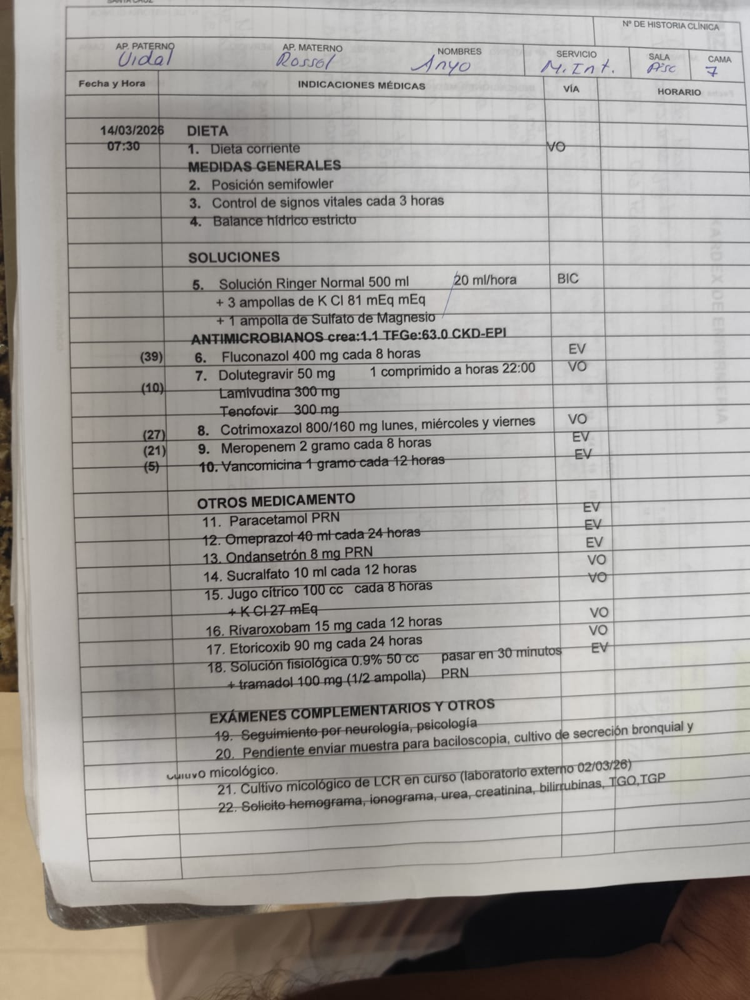 SANTA CRUZ
Nº DE HISTORIA CLÍNICA
AP. PATERNO AP. MATERNO NOMBRES SERVICIO SALA CAMA
Vidal Rossel Anyo M. Int. Aisc 7
Fecha y Hora INDICACIONES MÉDICAS VÍA HORARIO
14/03/2026 DIETA
07:30 1. Dieta corriente VO
MEDIDAS GENERALES
2. Posición semifowler
3. Control de signos vitales cada 3 horas
4. Balance hídrico estricto
SOLUCIONES
5. Solución Ringer Normal 500 ml 20 ml/hora BIC
+ 3 ampollas de K Cl 81 mEq mEq
+ 1 ampolla de Sulfato de Magnesio
ANTIMICROBIANOS crea:1.1 TFGe:63.0 CKD-EPI
(39) 6. Fluconazol 400 mg cada 8 horas EV
7. Dolutegravir 50 mg 1 comprimido a horas 22:00 VO
(10) Lamivudina 300 mg
Tenofovir 300 mg
(27) 8. Cotrimoxazol 800/160 mg lunes, miércoles y viernes VO
(21) 9. Meropenem 2 gramo cada 8 horas EV
(5) 10. Vancomicina 1 gramo cada 12 horas EV
OTROS MEDICAMENTO
11. Paracetamol PRN EV
12. Omeprazol 40 ml cada 24 horas EV
13. Ondansetrón 8 mg PRN EV
14. Sucralfato 10 ml cada 12 horas VO
15. Jugo cítrico 100 cc cada 8 horas VO
+ K Cl 27 mEq
16. Rivaroxobam 15 mg cada 12 horas VO
17. Etoricoxib 90 mg cada 24 horas VO
18. Solución fisiológica 0.9% 50 cc pasar en 30 minutos EV
+ tramadol 100 mg (1/2 ampolla) PRN
EXÁMENES COMPLEMENTARIOS Y OTROS
19. Seguimiento por neurología, psicología
20. Pendiente enviar muestra para baciloscopia, cultivo de secreción bronquial y
cultivo micológico.
21. Cultivo micológico de LCR en curso (laboratorio externo 02/03/26)
22. Solicito hemograma, ionograma, urea, creatinina, bilirrubinas, TGO,TGP
KARDEX DE ENFERMERIA